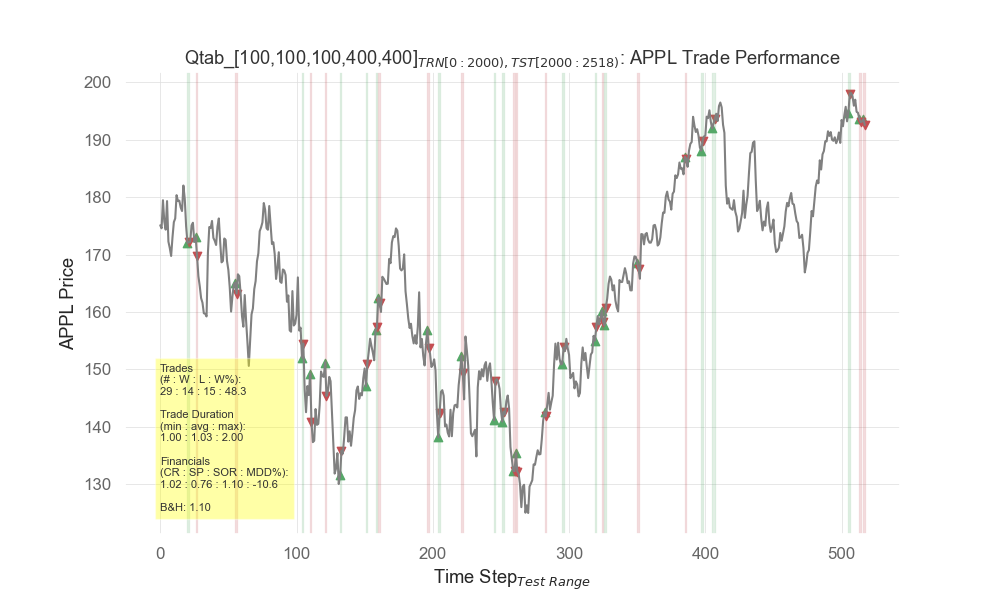 Qtab_[100,100,100,400,400]TRN[0 : 2000), TST[2000 : 2518) : APPL Trade Performance
200
190
180
170
160
150
140
130
APPL Price
Trades
(# : W : L : W%):
29 : 14 : 15 : 48.3
Trade Duration
(min : avg : max):
1.00 : 1.03 : 2.00
Financials
(CR : SP : SOR : MDD%):
1.02 : 0.76 : 1.10 : -10.6
B&H: 1.10
0 100 200 300 400 500
Time StepTest Range